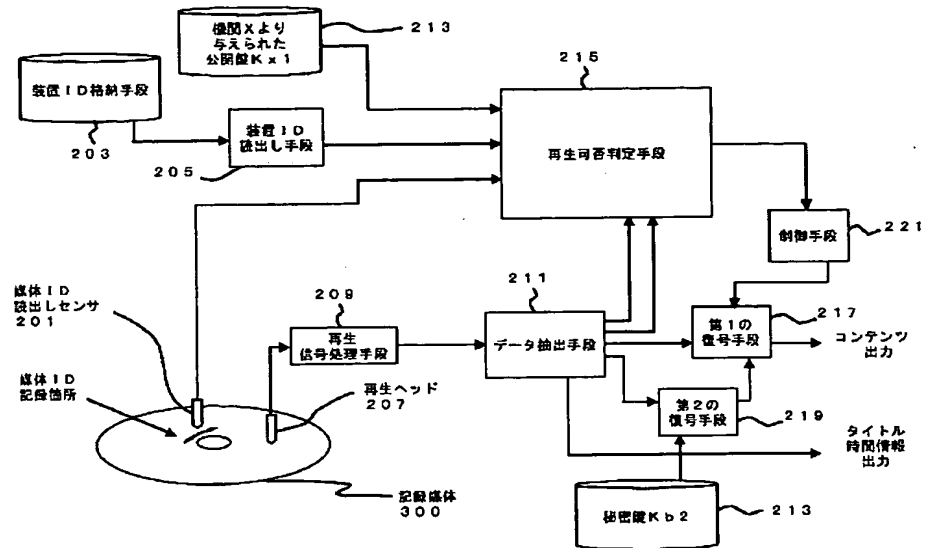 機関Xより
与えられた
公開鍵Kx1
213
装置ID格納手段
203
装置ID
読出し手段
205
215
再生可否判定手段
制御手段
221
媒体ID
読出しセンサ
201
209
再生
信号処理手段
211
データ抽出手段
第1の
復号手段
217
コンテンツ
出力
媒体ID
記録箇所
再生ヘッド
207
第2の
復号手段
219
タイトル
時間情報
出力
記録媒体
300
秘密鍵Kb2
213